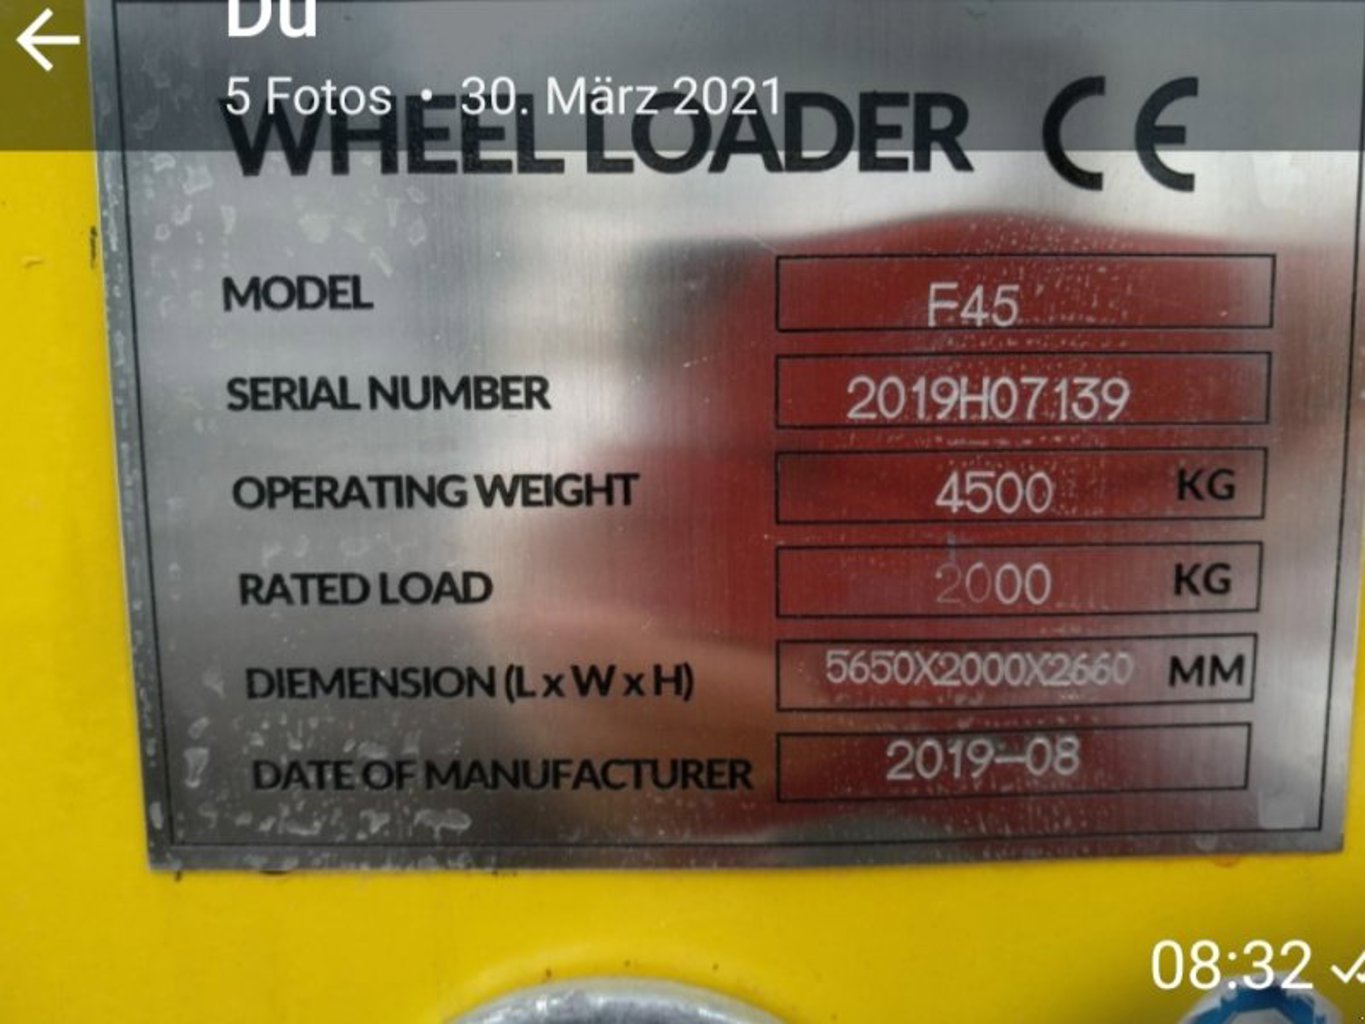 Du
5 Fotos • 30. März 2021
WHEEL LOADER CE
MODEL F45
SERIAL NUMBER 2019H07139
OPERATING WEIGHT 4500 KG
RATED LOAD 2000 KG
DIEMENSION (L x W x H) 5650X2000X2660 MM
DATE OF MANUFACTURER 2019-08
08:32